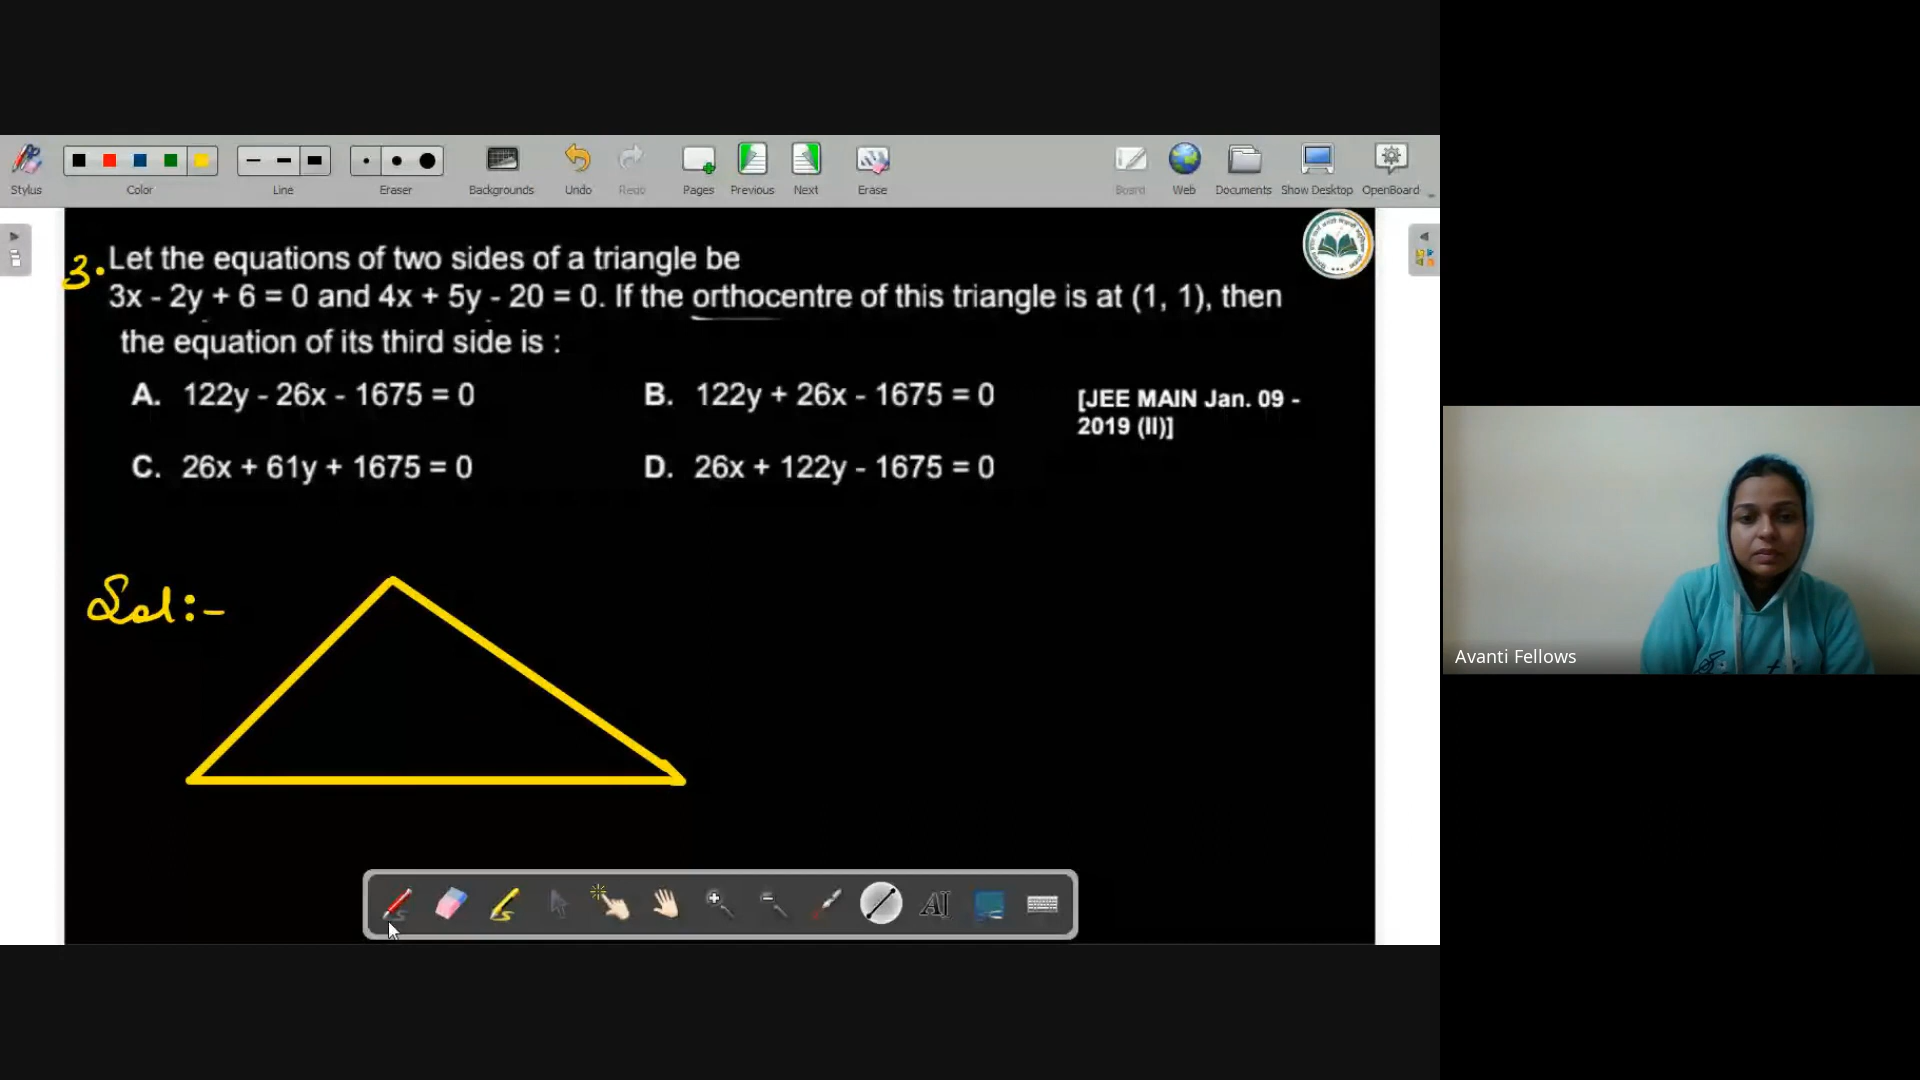 Stylus
Color
Line
Eraser
Backgrounds
Undo
Redo
Pages
Previous
Next
Erase
Board
Web
Documents
Show Desktop
OpenBoard
3. Let the equations of two sides of a triangle be
3x - 2y + 6 = 0 and 4x + 5y - 20 = 0. If the orthocentre of this triangle is at (1, 1), then
the equation of its third side is :
A. 122y - 26x - 1675 = 0
B. 122y + 26x - 1675 = 0
[JEE MAIN Jan. 09 -
2019 (II)]
C. 26x + 61y + 1675 = 0
D. 26x + 122y - 1675 = 0
Sol:-
AI
Avanti Fellows